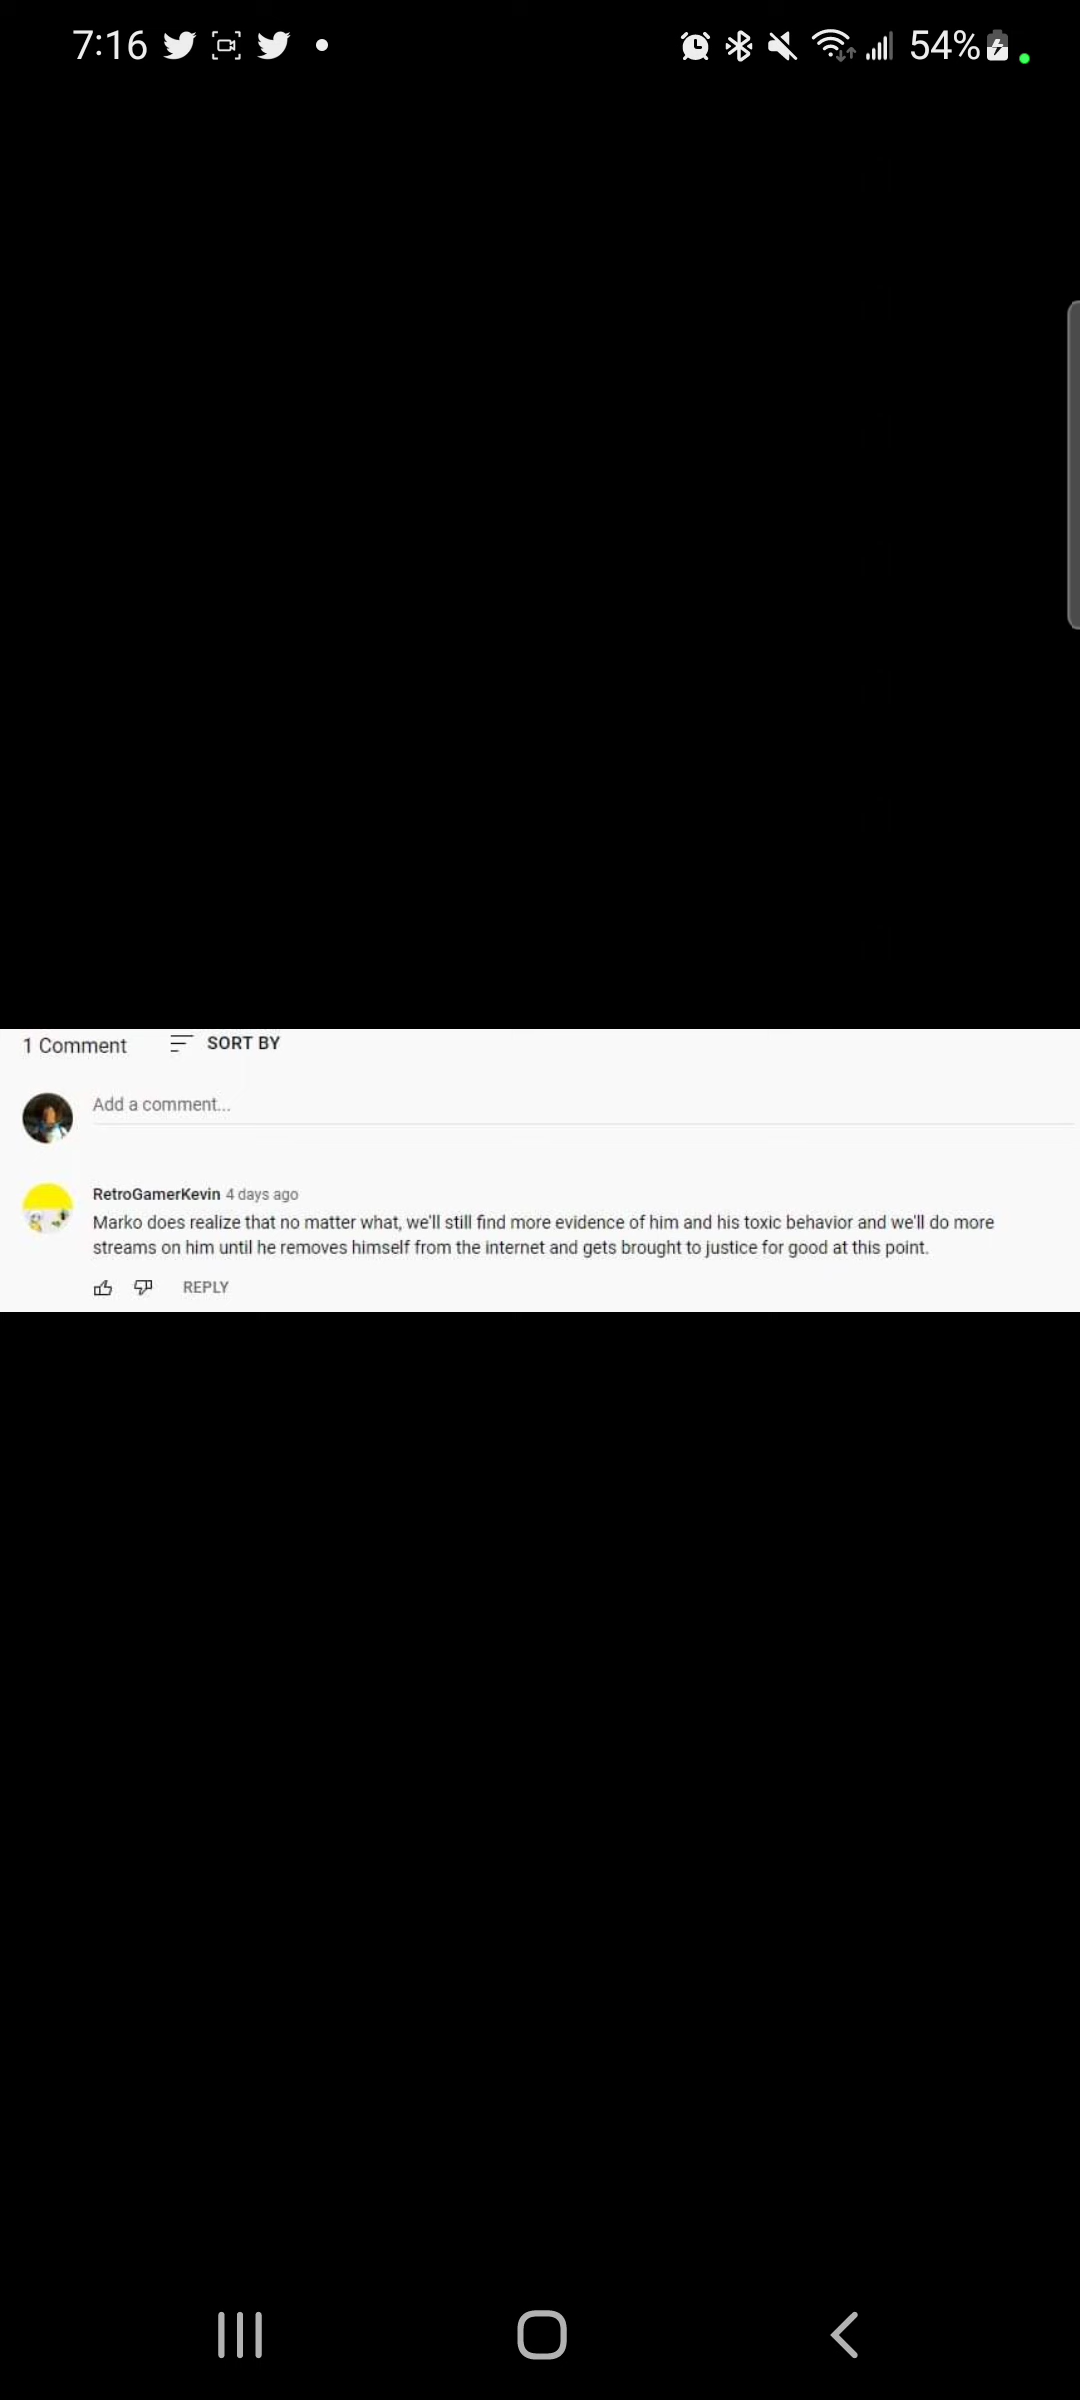 7:16
54%
1 Comment
SORT BY
Add a comment...
RetroGamerKevin 4 days ago
Marko does realize that no matter what, we'll still find more evidence of him and his toxic behavior and we'll do more
streams on him until he removes himself from the internet and gets brought to justice for good at this point.
REPLY